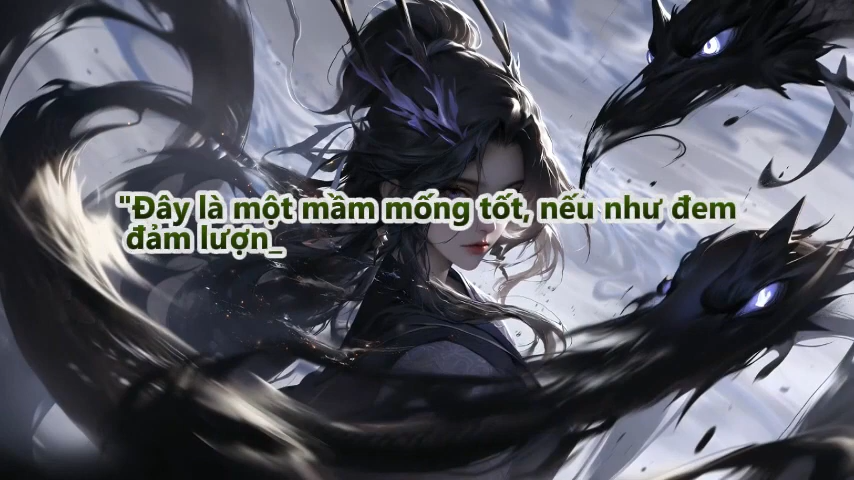 "Đây là một mầm mống tốt, nếu như đem
đảm lượn_